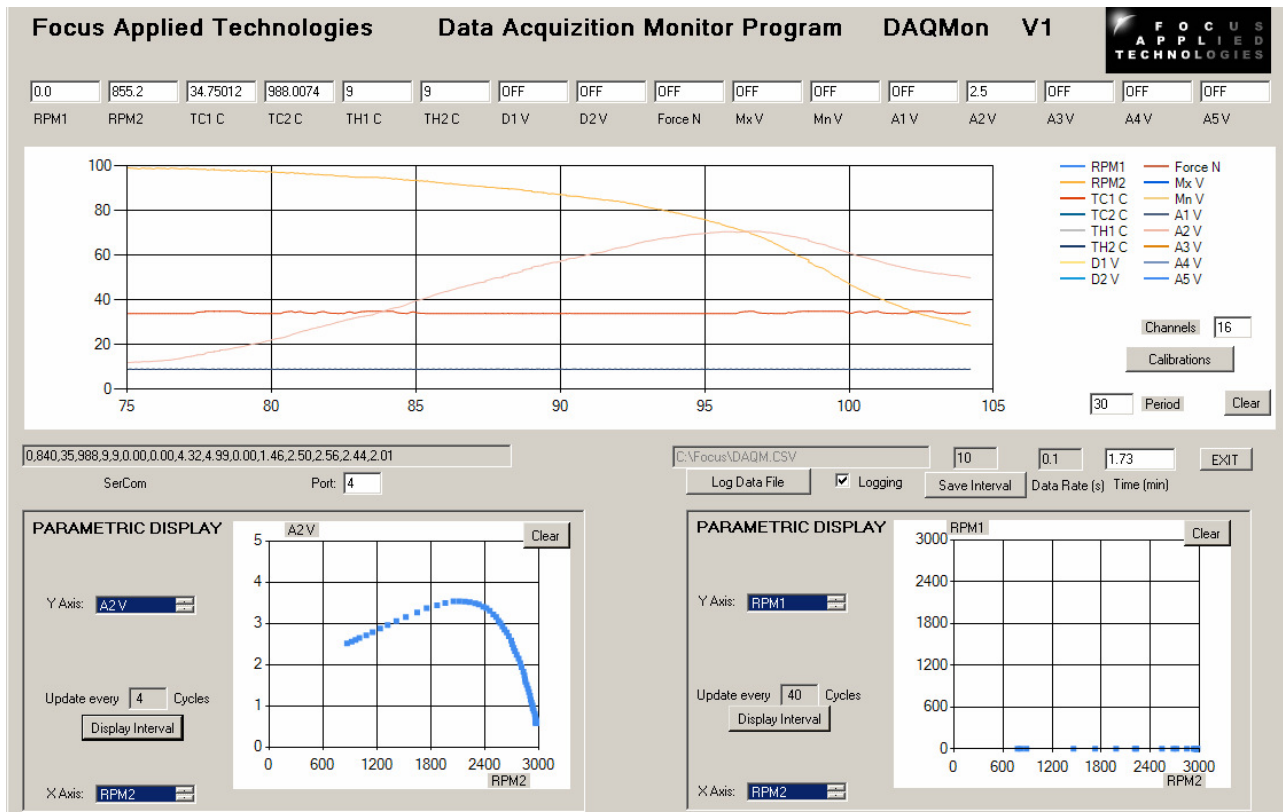 Focus Applied Technologies Data Acquizition Monitor Program DAQMon V1
FOCUS
APPLIED
TECHNOLOGIES
0.0 855.2 34.75012 988.0074 9 9 OFF OFF OFF OFF OFF OFF 2.5 OFF OFF OFF
RPM1 RPM2 TC1 C TC2 C TH1 C TH2 C D1 V D2 V Force N Mx V Mn V A1 V A2 V A3 V A4 V A5 V
100
80
60
40
20
0
75 80 85 90 95 100 105
RPM1 Force N
RPM2 Mx V
TC1 C Mn V
TC2 C A1 V
TH1 C A2 V
TH2 C A3 V
D1 V A4 V
D2 V A5 V
Channels 16
Calibrations
30 Period Clear
0,840,35,988,9,9,0.00,0.00,4.32,4.99,0.00,1.46,2.50,2.56,2.44,2.01
SerCom Port: 4
C:\Focus\DAQM.CSV 10 0.1 1.73 EXIT
Log Data File Logging Save Interval Data Rate (s) Time (min)
PARAMETRIC DISPLAY A2 V Clear
5
4
3
2
1
0
0 600 1200 1800 2400 3000
RPM2
Y Axis: A2 V
Update every 4 Cycles
Display Interval
X Axis: RPM2
PARAMETRIC DISPLAY RPM1 Clear
3000
2400
1800
1200
600
0
0 600 1200 1800 2400 3000
RPM2
Y Axis: RPM1
Update every 40 Cycles
Display Interval
X Axis: RPM2